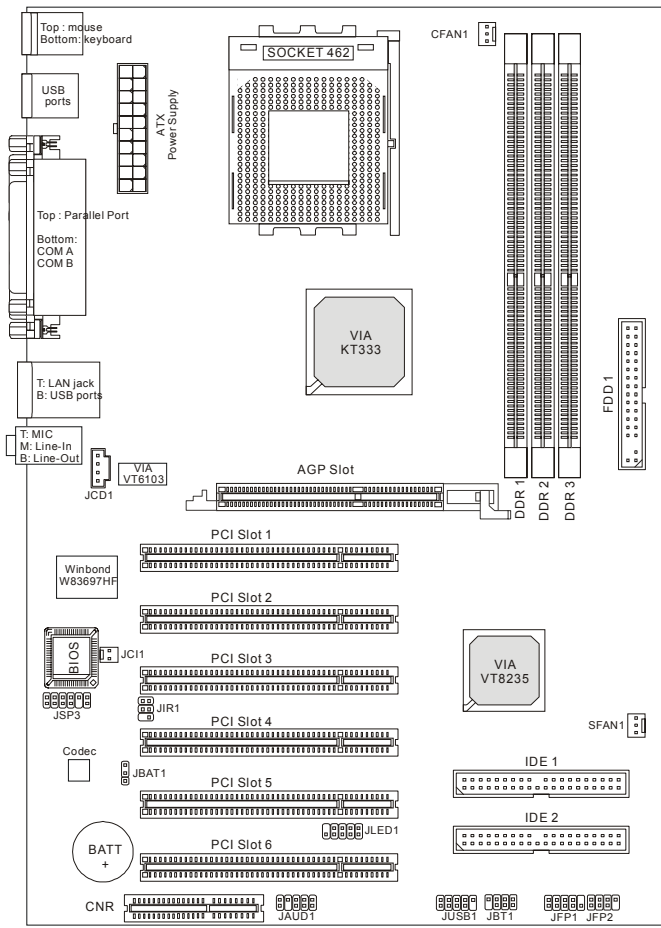 Top : mouse
Bottom: keyboard
USB
ports
ATX
Power Supply
SOCKET 462
CFAN1
Top : Parallel Port
Bottom:
COM A
COM B
VIA
KT333
FDD 1
T: LAN jack
B: USB ports
T: MIC
M: Line-In
B: Line-Out
JCD1
VIA
VT6103
AGP Slot
DDR 1
DDR 2
DDR 3
PCI Slot 1
Winbond
W83697HF
PCI Slot 2
BIOS
JCI1
PCI Slot 3
VIA
VT8235
JSP3
JIR1
PCI Slot 4
SFAN1
Codec
JBAT1
IDE 1
PCI Slot 5
JLED1
IDE 2
BATT
+
PCI Slot 6
CNR
JAUD1
JUSB1
JBT1
JFP1
JFP2